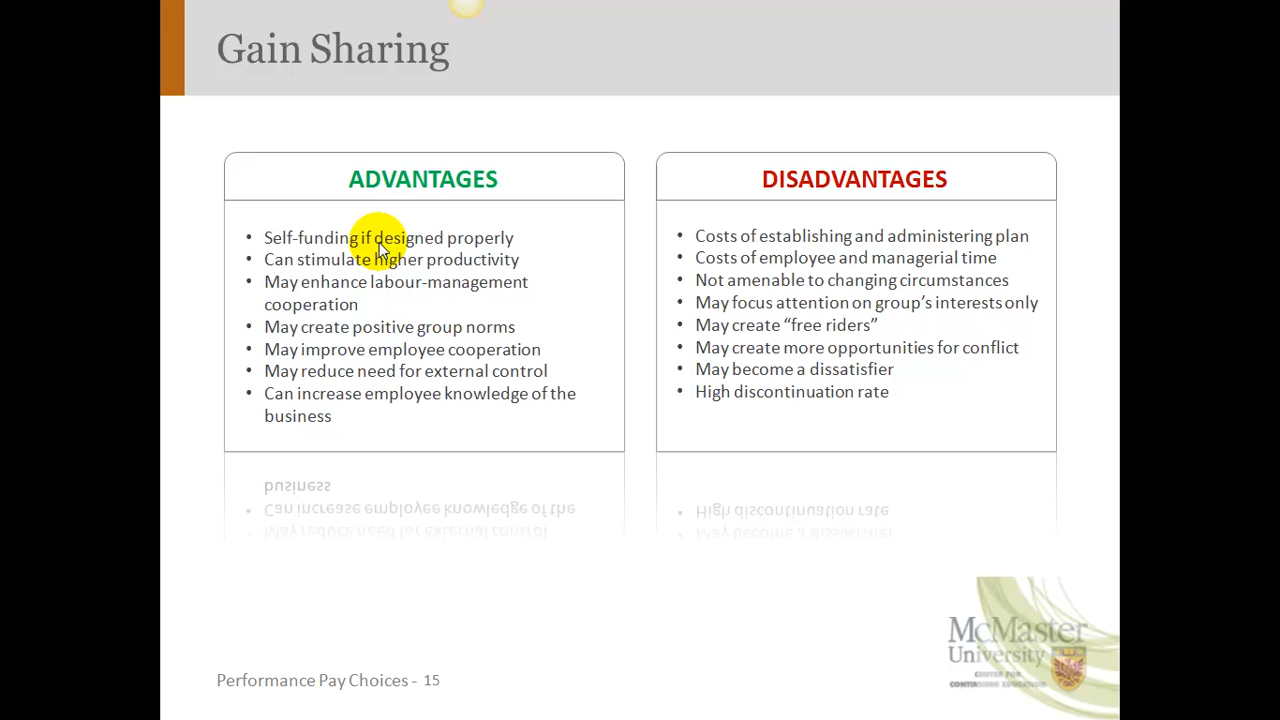 Gain Sharing
ADVANTAGES
• Self-funding if designed properly
• Can stimulate higher productivity
• May enhance labour-management
cooperation
• May create positive group norms
• May improve employee cooperation
• May reduce need for external control
• Can increase employee knowledge of the
business
DISADVANTAGES
• Costs of establishing and administering plan
• Costs of employee and managerial time
• Not amenable to changing circumstances
• May focus attention on group’s interests only
• May create “free riders”
• May create more opportunities for conflict
• May become a dissatisfier
• High discontinuation rate
McMaster
University
CENTER FOR
CONTINUING EDUCATION
Performance Pay Choices - 15